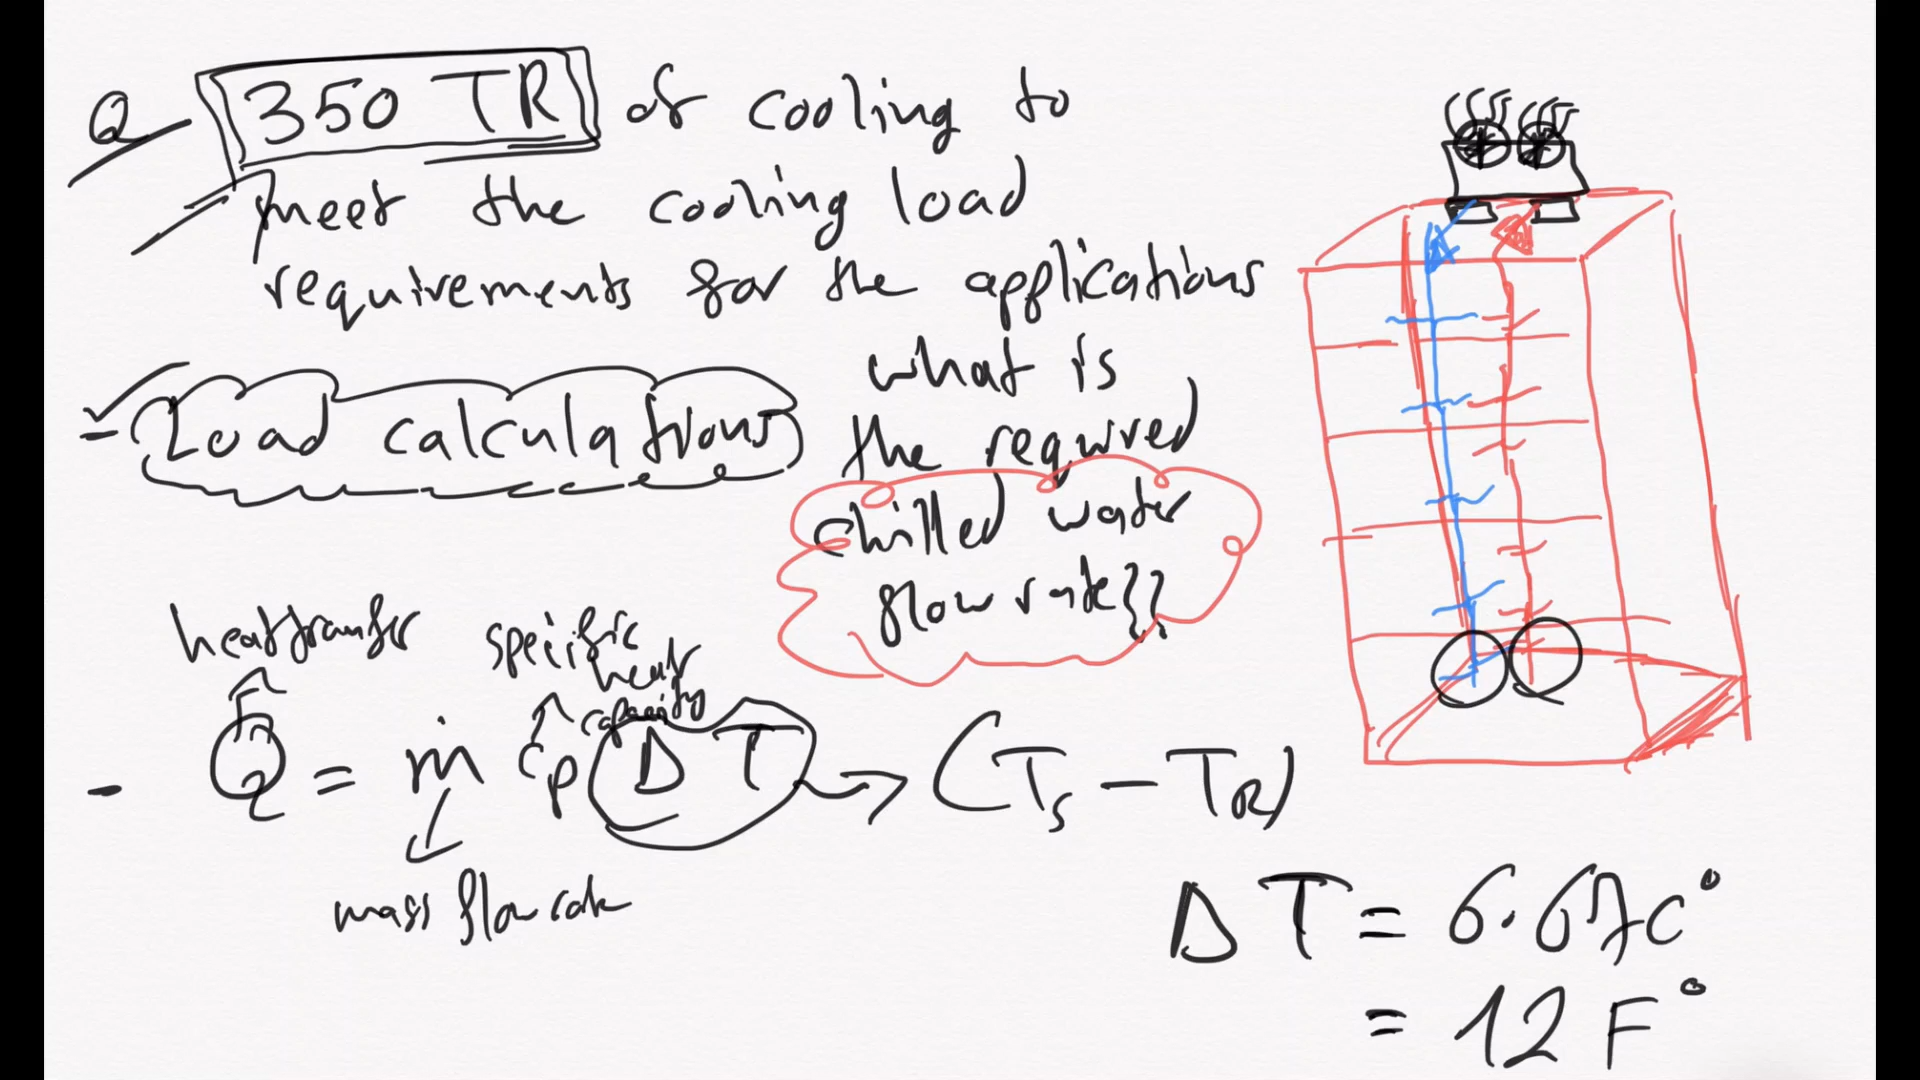 Q 350 TR of cooling to
meet the cooling load
requirements for the applications
what is
the required
chilled water
flow rate??
- Load calculations
heat transfer
specific
heat
capacity
- Q = ṁ Cp ΔT → (Ts - TR)
mass flow rate
ΔT = 6.67 C°
= 12 F°